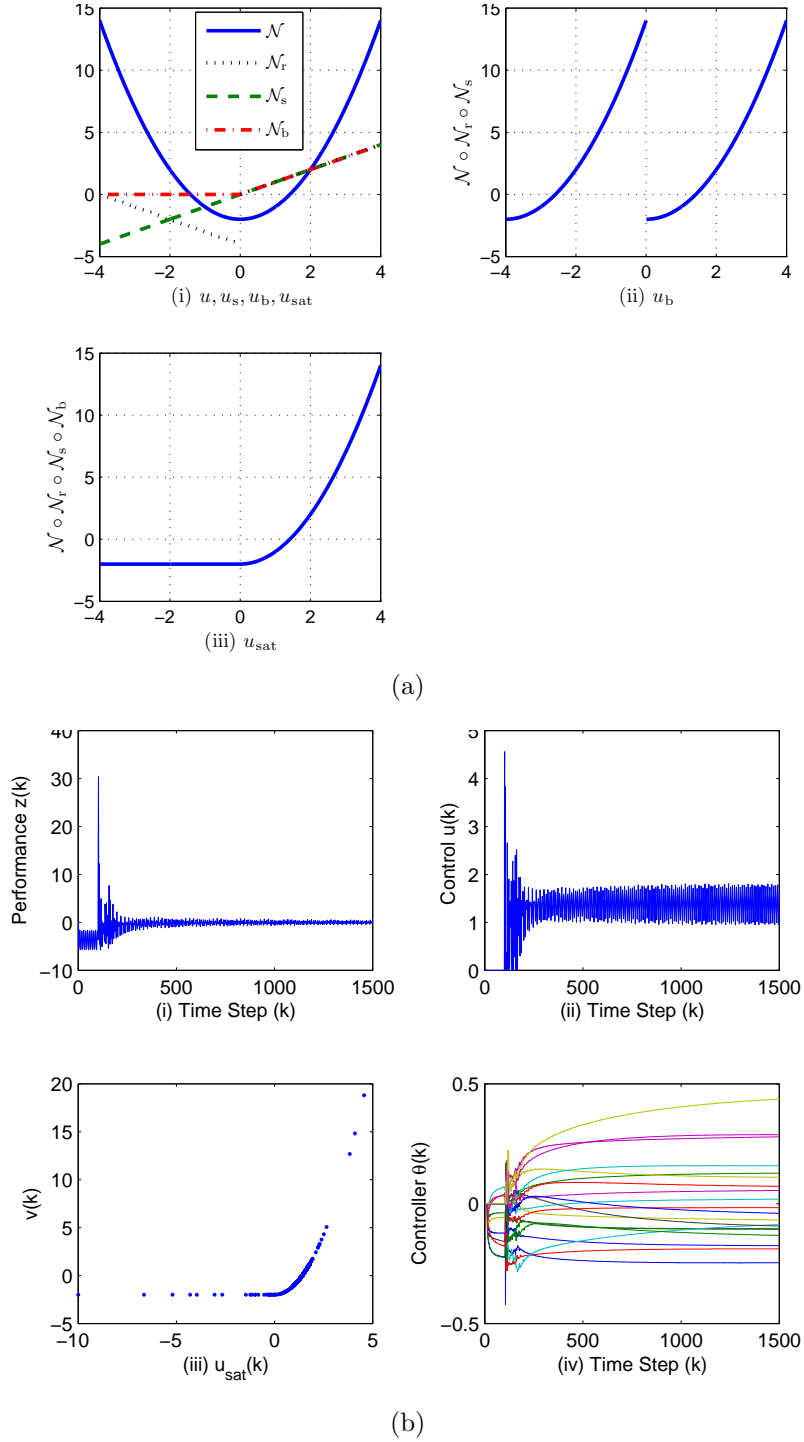 15
10
5
0
−5
−4 −2 0 2 4
𝒩
𝒩r
𝒩s
𝒩b
(i) u, us, ub, usat
15
10
5
0
−5
−4 −2 0 2 4
𝒩 ∘ 𝒩r ∘ 𝒩s
(ii) ub
15
10
5
0
−5
−4 −2 0 2 4
𝒩 ∘ 𝒩r ∘ 𝒩s ∘ 𝒩b
(iii) usat
(a)
40
30
20
10
0
−10
0 500 1000 1500
Performance z(k)
(i) Time Step (k)
5
4
3
2
1
0
0 500 1000 1500
Control u(k)
(ii) Time Step (k)
20
15
10
5
0
−5
−10 −5 0 5
v(k)
(iii) usat(k)
0.5
0
−0.5
0 500 1000 1500
Controller θ(k)
(iv) Time Step (k)
(b)